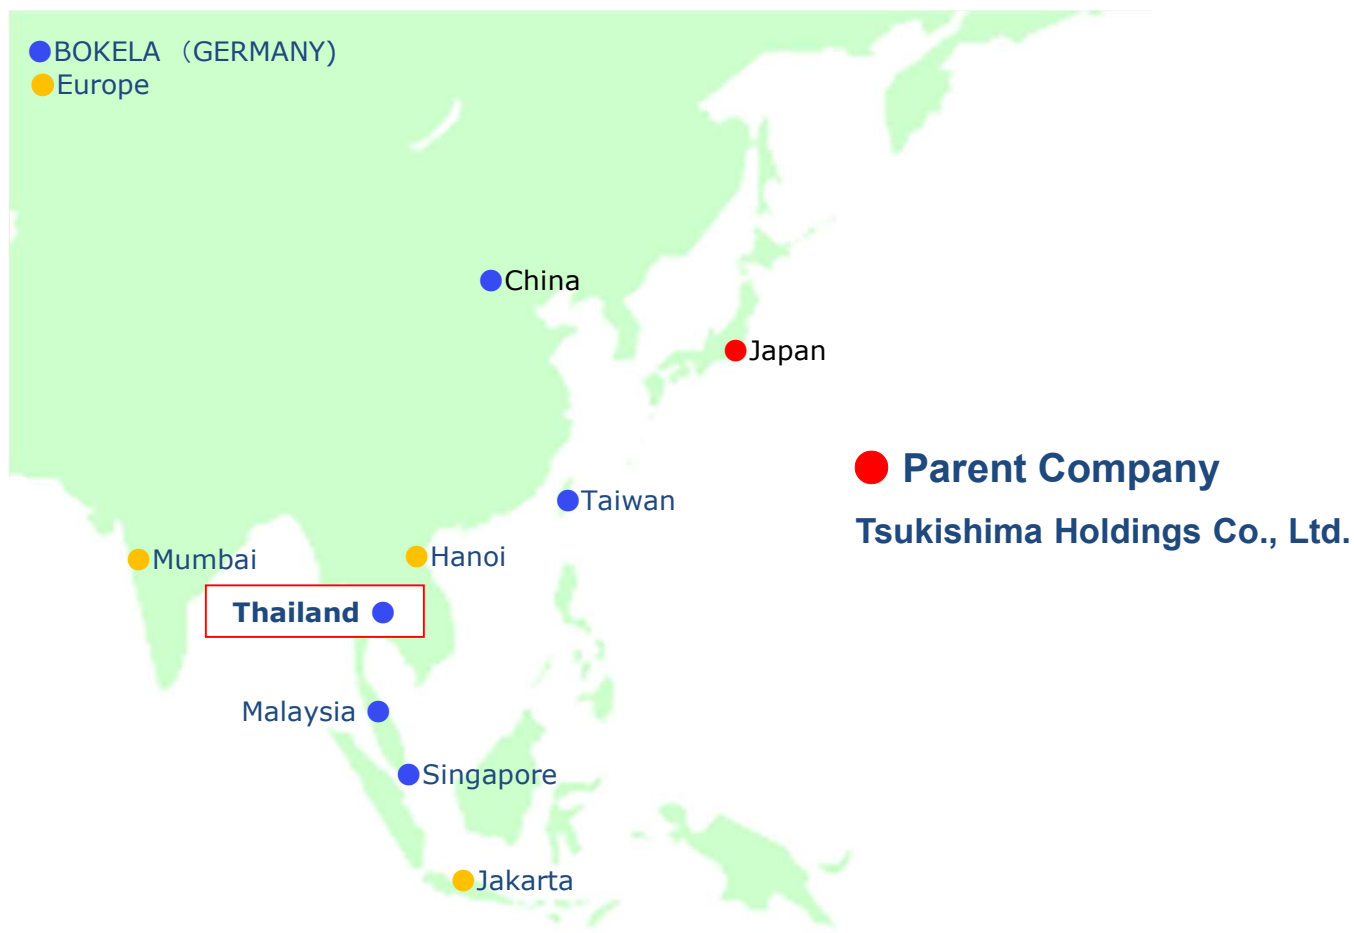 BOKELA （GERMANY)
Europe
China
Japan
Parent Company
Taiwan
Tsukishima Holdings Co., Ltd.
Mumbai
Hanoi
Thailand
Malaysia
Singapore
Jakarta